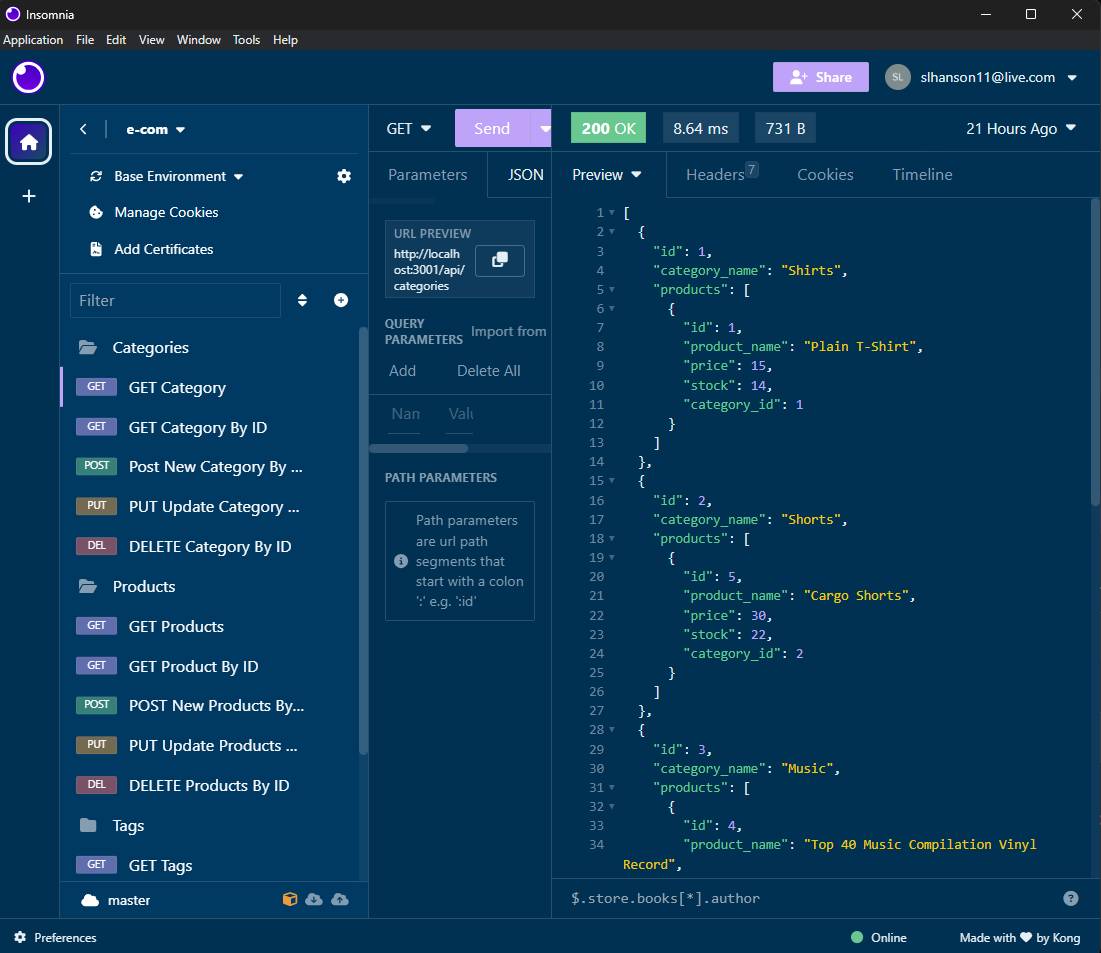 Insomnia
Application File Edit View Window Tools Help
Share
SL
slhanson11@live.com
e-com
Base Environment
Manage Cookies
Add Certificates
Filter
Categories
GET GET Category
GET GET Category By ID
POST Post New Category By ...
PUT PUT Update Category ...
DEL DELETE Category By ID
Products
GET GET Products
GET GET Product By ID
POST POST New Products By...
PUT PUT Update Products ...
DEL DELETE Products By ID
Tags
GET GET Tags
master
GET Send
Parameters JSON
URL PREVIEW
http://localh
ost:3001/api/
categories
QUERY
PARAMETERS
Import from
Add Delete All
Nam Valu
PATH PARAMETERS
Path parameters
are url path
segments that
start with a colon
':' e.g. ':id'
200 OK 8.64 ms 731 B 21 Hours Ago
Preview Headers 7 Cookies Timeline
1 [
2 {
3 "id": 1,
4 "category_name": "Shirts",
5 "products": [
6 {
7 "id": 1,
8 "product_name": "Plain T-Shirt",
9 "price": 15,
10 "stock": 14,
11 "category_id": 1
12 }
13 ]
14 },
15 {
16 "id": 2,
17 "category_name": "Shorts",
18 "products": [
19 {
20 "id": 5,
21 "product_name": "Cargo Shorts",
22 "price": 30,
23 "stock": 22,
24 "category_id": 2
25 }
26 ]
27 },
28 {
29 "id": 3,
30 "category_name": "Music",
31 "products": [
32 {
33 "id": 4,
34 "product_name": "Top 40 Music Compilation Vinyl
Record",
$.store.books[*].author
?
Preferences
Online
Made with ❤ by Kong